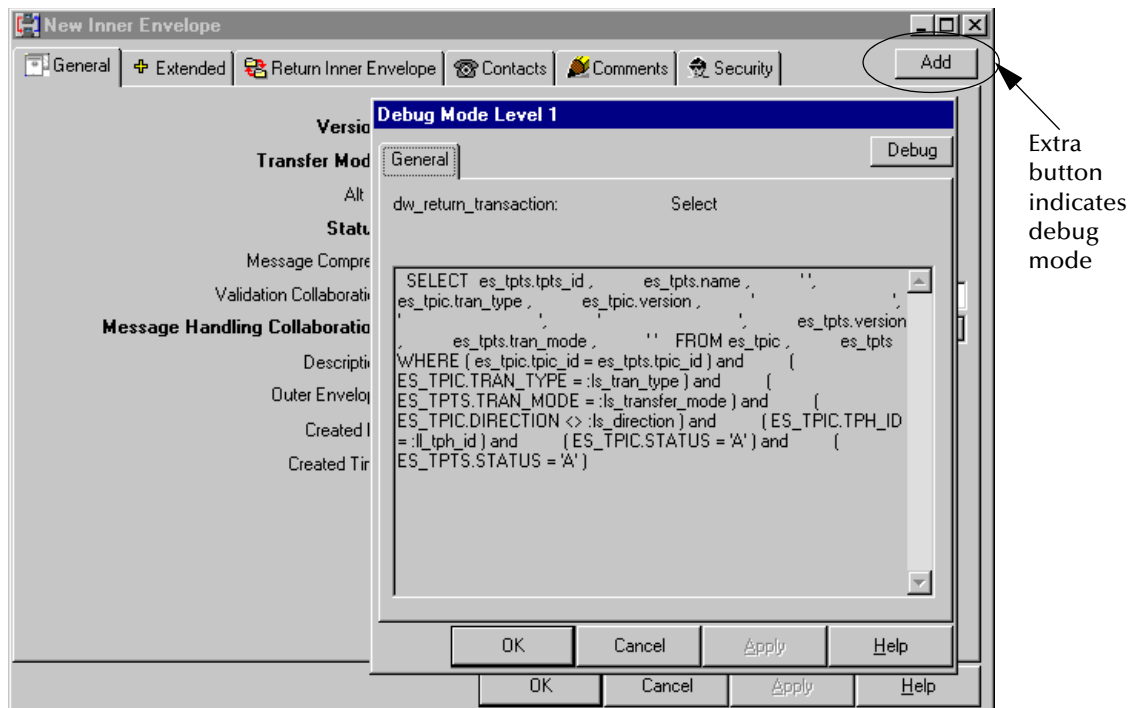 New Inner Envelope
General Extended Return Inner Envelope Contacts Comments Security Add
Debug Mode Level 1
General Debug
dw_return_transaction: Select
SELECT es_tpts.tpts_id , es_tpts.name , ' ',
es_tpic.tran_type , es_tpic.version , ' ',
' ', ' ', es_tpts.version
, es_tpts.tran_mode , ' ' FROM es_tpic , es_tpts
WHERE ( es_tpic.tpic_id = es_tpts.tpic_id ) and (
ES_TPIC.TRAN_TYPE = :ls_tran_type ) and (
ES_TPTS.TRAN_MODE = :ls_transfer_mode ) and (
ES_TPIC.DIRECTION <> :ls_direction ) and ( ES_TPIC.TPH_ID
= :ll_tph_id ) and ( ES_TPIC.STATUS = 'A' ) and (
ES_TPTS.STATUS = 'A' )
OK Cancel Apply Help
Versio
Transfer Mod
Alt
Statu
Message Compre
Validation Collaborati
Message Handling Collaboratio
Descripti
Outer Envelo
Created
Created Ti
OK Cancel Apply Help
Extra
button
indicates
debug
mode